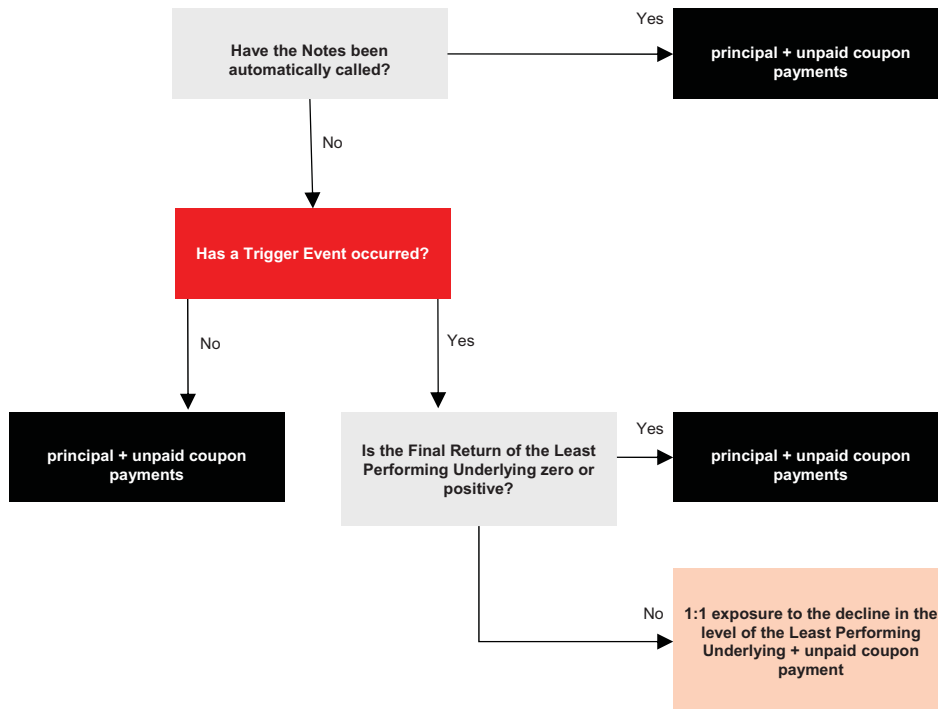 Yes
Have the Notes been
automatically called?
principal + unpaid coupon
payments
No
Has a Trigger Event occurred?
No
Yes
principal + unpaid coupon
payments
Is the Final Return of the Least
Performing Underlying zero or
positive?
Yes
principal + unpaid coupon
payments
No
1:1 exposure to the decline in the
level of the Least Performing
Underlying + unpaid coupon
payment